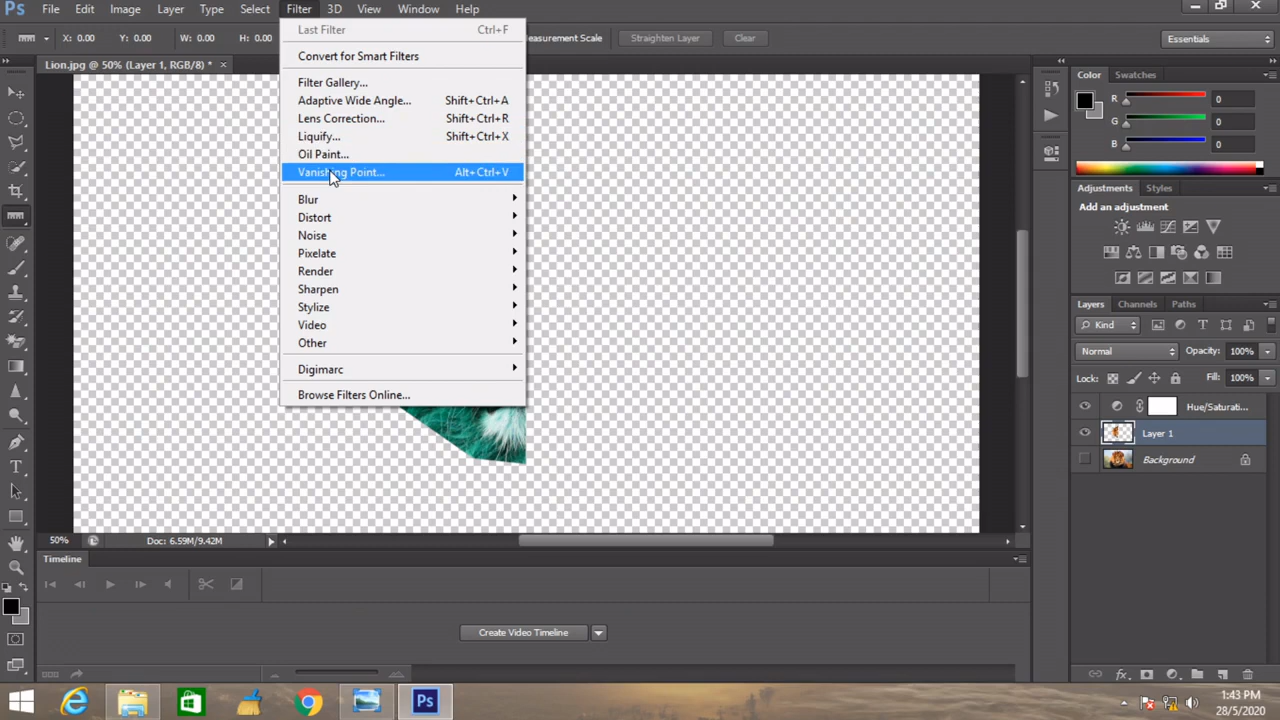 Ps File Edit Image Layer Type Select Filter 3D View Window Help
X: 0.00 Y: 0.00 W: 0.00 H: 0.00 Measurement Scale Straighten Layer Clear Essentials
Lion.jpg @ 50% (Layer 1, RGB/8) * ×
Last Filter Ctrl+F
Convert for Smart Filters
Filter Gallery...
Adaptive Wide Angle... Shift+Ctrl+A
Lens Correction... Shift+Ctrl+R
Liquify... Shift+Ctrl+X
Oil Paint...
Vanishing Point... Alt+Ctrl+V
Blur
Distort
Noise
Pixelate
Render
Sharpen
Stylize
Video
Other
Digimarc
Browse Filters Online...
Color Swatches
R 0
G 0
B 0
Adjustments Styles
Add an adjustment
Layers Channels Paths
Kind
Normal Opacity: 100%
Lock: Fill: 100%
Hue/Saturati...
Layer 1
Background
50% Doc: 6.59M/9.42M
Timeline
Create Video Timeline
Ps
1:43 PM
28/5/2020